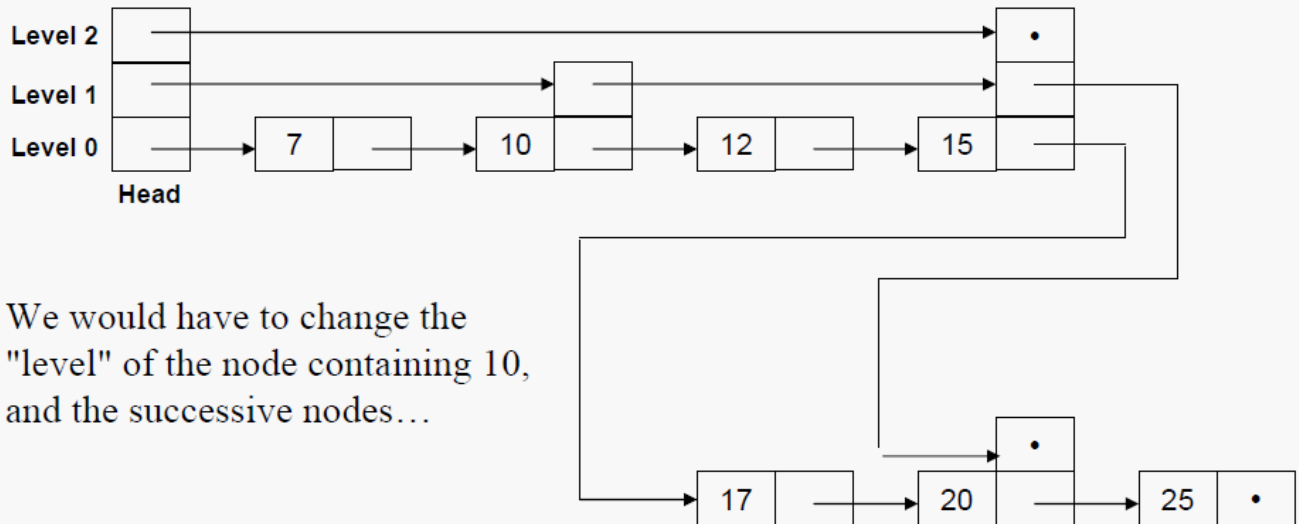 Level 2
Level 1
Level 0
7
10
12
15
Head
We would have to change the
"level" of the node containing 10,
and the successive nodes…
17
20
25